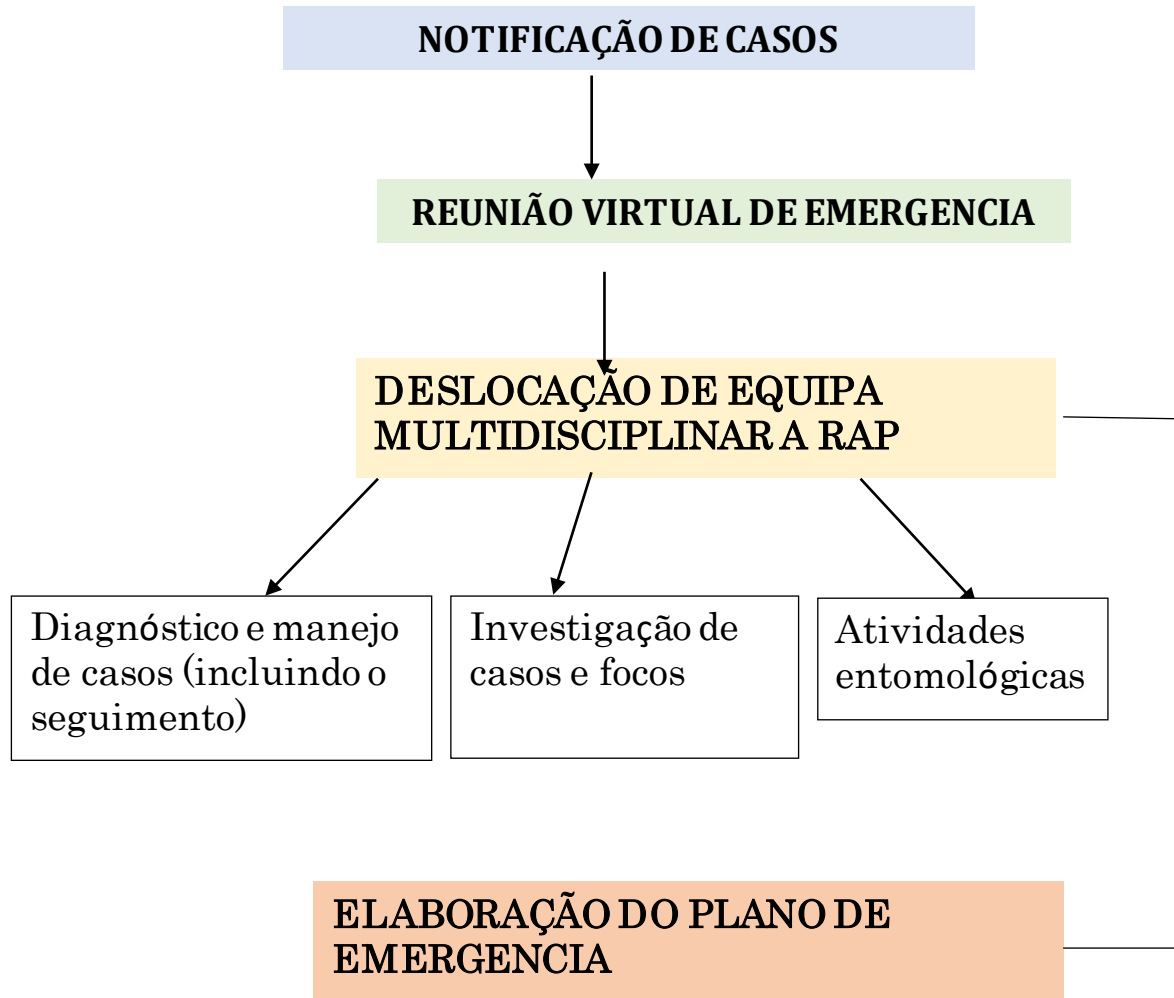 NOTIFICAÇÃO DE CASOS
REUNIÃO VIRTUAL DE EMERGENCIA
DESLOCAÇÃO DE EQUIPA
MULTIDISCIPLINAR A RAP
Diagnóstico e manejo
de casos (incluindo o
seguimento)
Investigação de
casos e focos
Atividades
entomológicas
ELABORAÇÃO DO PLANO DE
EMERGENCIA